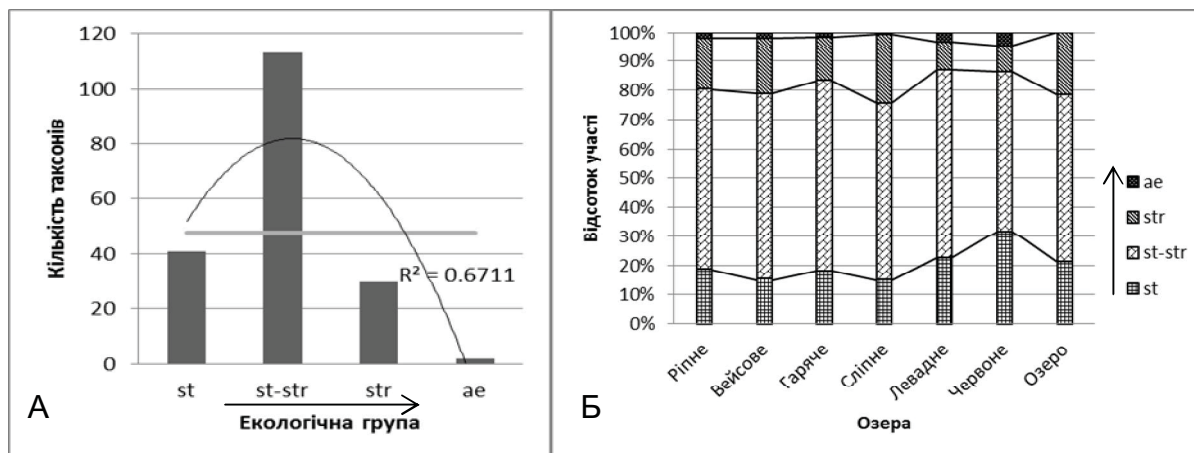 Кількість таксонів
120
100
80
60
40
20
0
R² = 0.6711
st
st-str
str
ae
Екологічна група
А
Відсоток участі
100%
90%
80%
70%
60%
50%
40%
30%
20%
10%
0%
Ріпне
Вейсове
Гаряче
Сліпне
Левадне
Червоне
Озеро
Озера
ae
str
st-str
st
Б